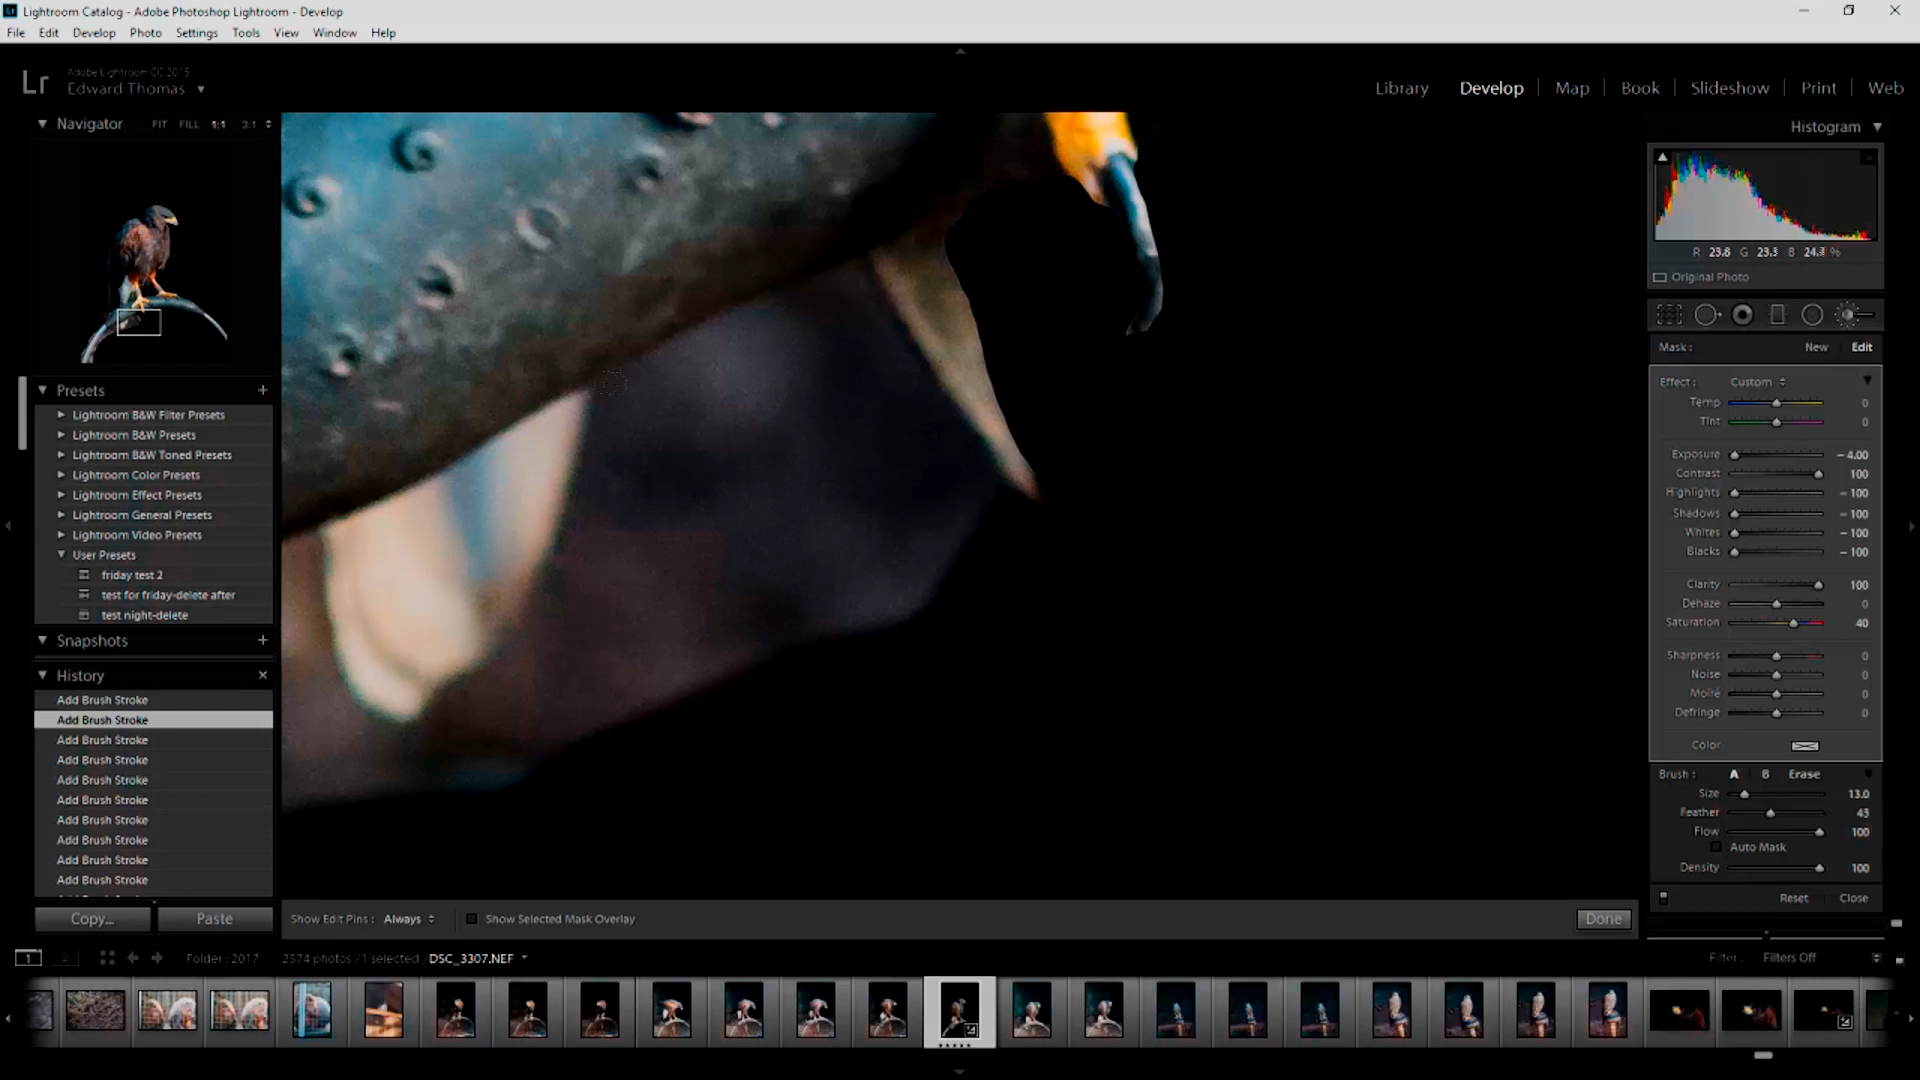 Lightroom Catalog - Adobe Photoshop Lightroom - Develop
File Edit Develop Photo Settings Tools View Window Help
Lr Adobe Lightroom CC 2015
Edward Thomas
Library Develop Map Book Slideshow Print Web
Navigator FIT FILL 1:1 3:1
Histogram
R 23.8 G 23.3 B 24.3 %
Original Photo
Mask : New Edit
Effect : Custom
Temp 0
Tint 0
Exposure - 4.00
Contrast 100
Highlights - 100
Shadows - 100
Whites - 100
Blacks - 100
Clarity 100
Dehaze 0
Saturation 40
Sharpness 0
Noise 0
Moiré 0
Defringe 0
Color
Brush : A B Erase
Size 13.0
Feather 43
Flow 100
Auto Mask
Density 100
Reset Close
Presets
Lightroom B&W Filter Presets
Lightroom B&W Presets
Lightroom B&W Toned Presets
Lightroom Color Presets
Lightroom Effect Presets
Lightroom General Presets
Lightroom Video Presets
User Presets
friday test 2
test for friday-delete after
test night-delete
Snapshots
History
Add Brush Stroke
Add Brush Stroke
Add Brush Stroke
Add Brush Stroke
Add Brush Stroke
Add Brush Stroke
Add Brush Stroke
Add Brush Stroke
Add Brush Stroke
Add Brush Stroke
Copy... Paste
Show Edit Pins : Always Show Selected Mask Overlay Done
1 2 Folder : 2017 2574 photos / 1 selected / DSC_3307.NEF Filter : Filters Off